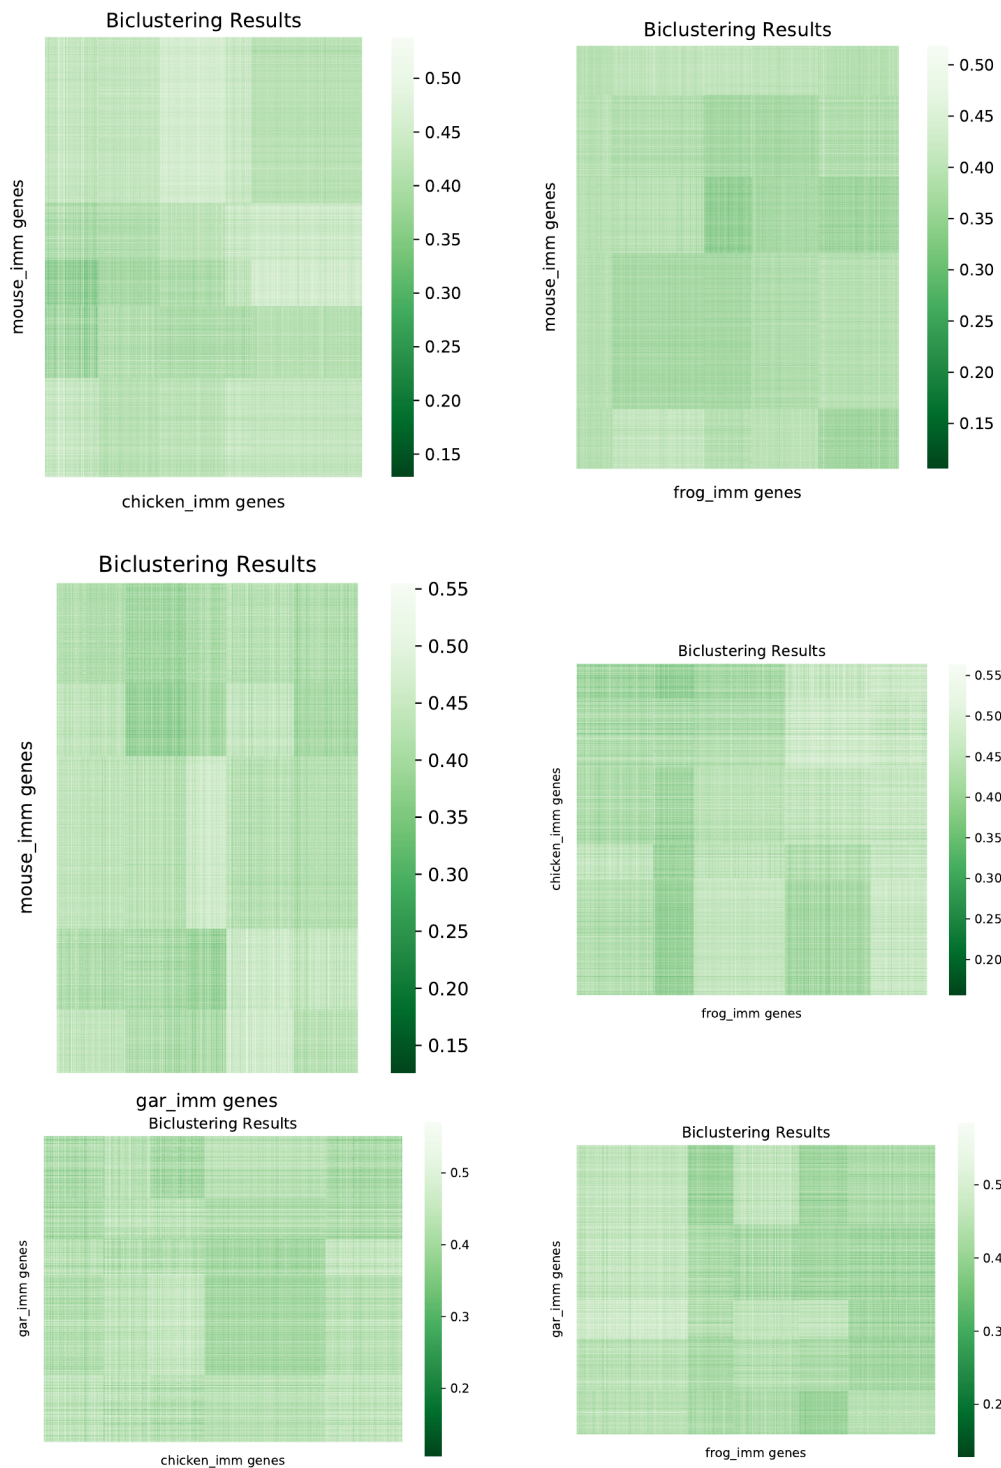 Biclustering Results
mouse_imm genes
chicken_imm genes
0.50
0.45
0.40
0.35
0.30
0.25
0.20
0.15
Biclustering Results
mouse_imm genes
frog_imm genes
0.50
0.45
0.40
0.35
0.30
0.25
0.20
0.15
Biclustering Results
mouse_imm genes
gar_imm genes
0.55
0.50
0.45
0.40
0.35
0.30
0.25
0.20
0.15
Biclustering Results
chicken_imm genes
frog_imm genes
0.55
0.50
0.45
0.40
0.35
0.30
0.25
0.20
Biclustering Results
gar_imm genes
chicken_imm genes
0.5
0.4
0.3
0.2
Biclustering Results
gar_imm genes
frog_imm genes
0.5
0.4
0.3
0.2